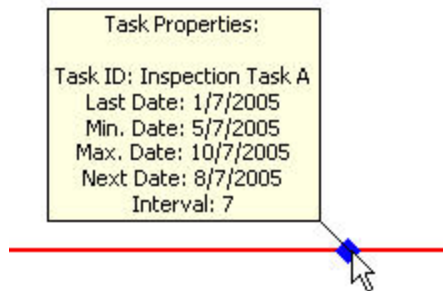 Task Properties:
Task ID: Inspection Task A
Last Date: 1/7/2005
Min. Date: 5/7/2005
Max. Date: 10/7/2005
Next Date: 8/7/2005
Interval: 7